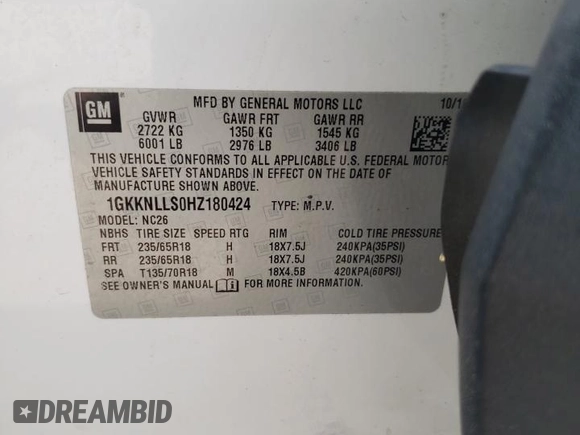 GM
MFD BY GENERAL MOTORS LLC 10/1
GVWR GAWR FRT GAWR RR
2722 KG 1350 KG 1545 KG
6001 LB 2976 LB 3406 LB
THIS VEHICLE CONFORMS TO ALL APPLICABLE U.S. FEDERAL MOTOR
VEHICLE SAFETY STANDARDS IN EFFECT ON THE DATE OF
MANUFACTURE SHOWN ABOVE.
1GKKNLLS0HZ180424 TYPE: M.P.V.
MODEL: NC26
NBHS TIRE SIZE SPEED RTG RIM COLD TIRE PRESSURE
FRT 235/65R18 H 18X7.5J 240KPA(35PSI)
RR 235/65R18 H 18X7.5J 240KPA(35PSI)
SPA T135/70R18 M 18X4.5B 420KPA(60PSI)
SEE OWNER'S MANUAL FOR MORE INFORMATION.
DREAMBID